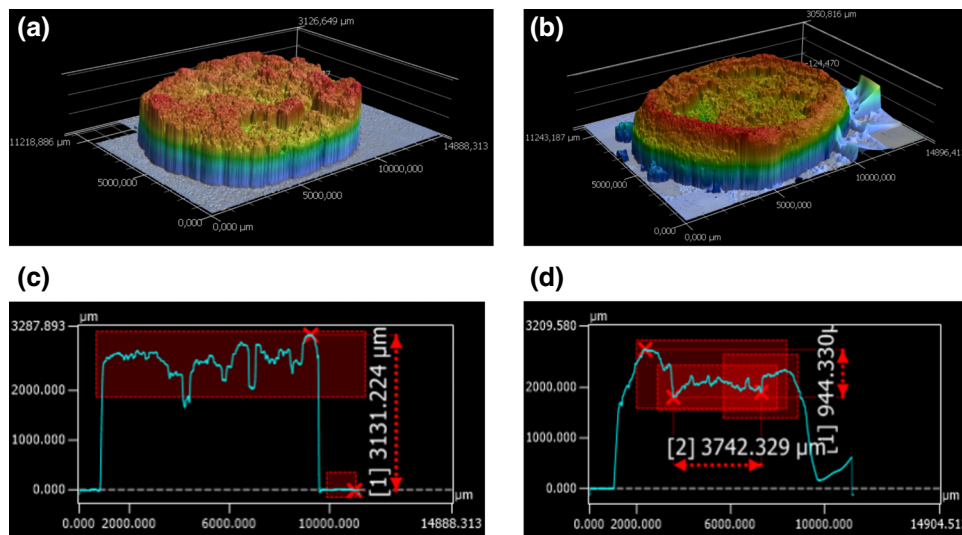 (a)
3126,649 µm
11218,886 µm
5000,000
0,000
0,000 µm
5000,000
10000,000
14888,313
(b)
3050,816 µm
-124,470
11243,187 µm
5000,000
0,000
0,000 µm
5000,000
10000,000
14896,41
(c)
µm
3287.893
2000.000
1000.000
0.000
[1] 3131.224 µm
µm
0.000 2000.000 6000.000 10000.000 14888.313
(d)
µm
3209.580
2000.000
1000.000
0.000
[1] 944.330µ
[2] 3742.329 µm
µm
0.000 2000.000 6000.000 10000.000 14904.513